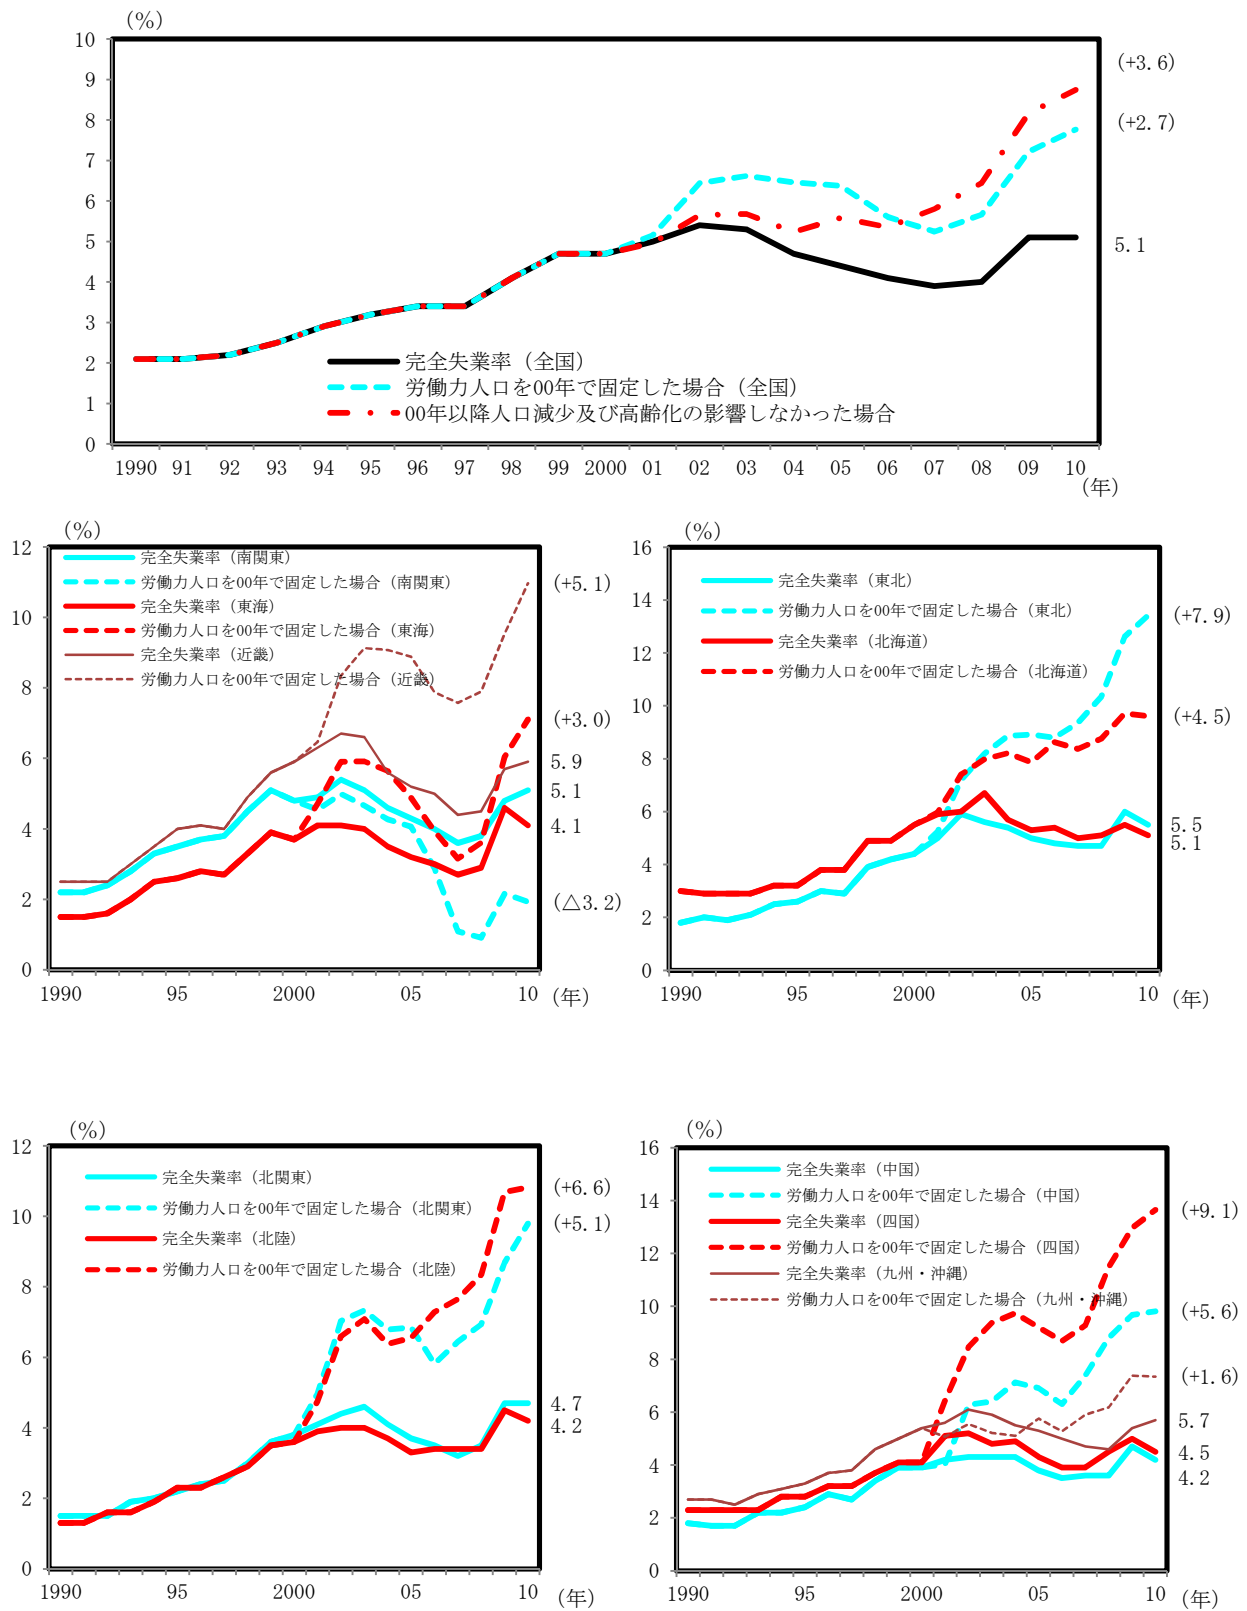 (%)
10
9
8
7
6
5
4
3
2
1
0
(+3.6)
(+2.7)
5.1
完全失業率（全国）
労働力人口を00年で固定した場合（全国）
00年以降人口減少及び高齢化の影響しなかった場合
1990 91 92 93 94 95 96 97 98 99 2000 01 02 03 04 05 06 07 08 09 10
(年)
(%)
12
10
8
6
4
2
0
完全失業率（南関東）
労働力人口を00年で固定した場合（南関東）
完全失業率（東海）
労働力人口を00年で固定した場合（東海）
完全失業率（近畿）
労働力人口を00年で固定した場合（近畿）
(+5.1)
(+3.0)
5.9
5.1
4.1
(△3.2)
1990 95 2000 05 10
(年)
(%)
16
14
12
10
8
6
4
2
0
完全失業率（東北）
労働力人口を00年で固定した場合（東北）
完全失業率（北海道）
労働力人口を00年で固定した場合（北海道）
(+7.9)
(+4.5)
5.5
5.1
1990 95 2000 05 10
(年)
(%)
12
10
8
6
4
2
0
完全失業率（北関東）
労働力人口を00年で固定した場合（北関東）
完全失業率（北陸）
労働力人口を00年で固定した場合（北陸）
(+6.6)
(+5.1)
4.7
4.2
1990 95 2000 05 10
(年)
(%)
16
14
12
10
8
6
4
2
0
完全失業率（中国）
労働力人口を00年で固定した場合（中国）
完全失業率（四国）
労働力人口を00年で固定した場合（四国）
完全失業率（九州・沖縄）
労働力人口を00年で固定した場合（九州・沖縄）
(+9.1)
(+5.6)
(+1.6)
5.7
4.5
4.2
1990 95 2000 05 10
(年)